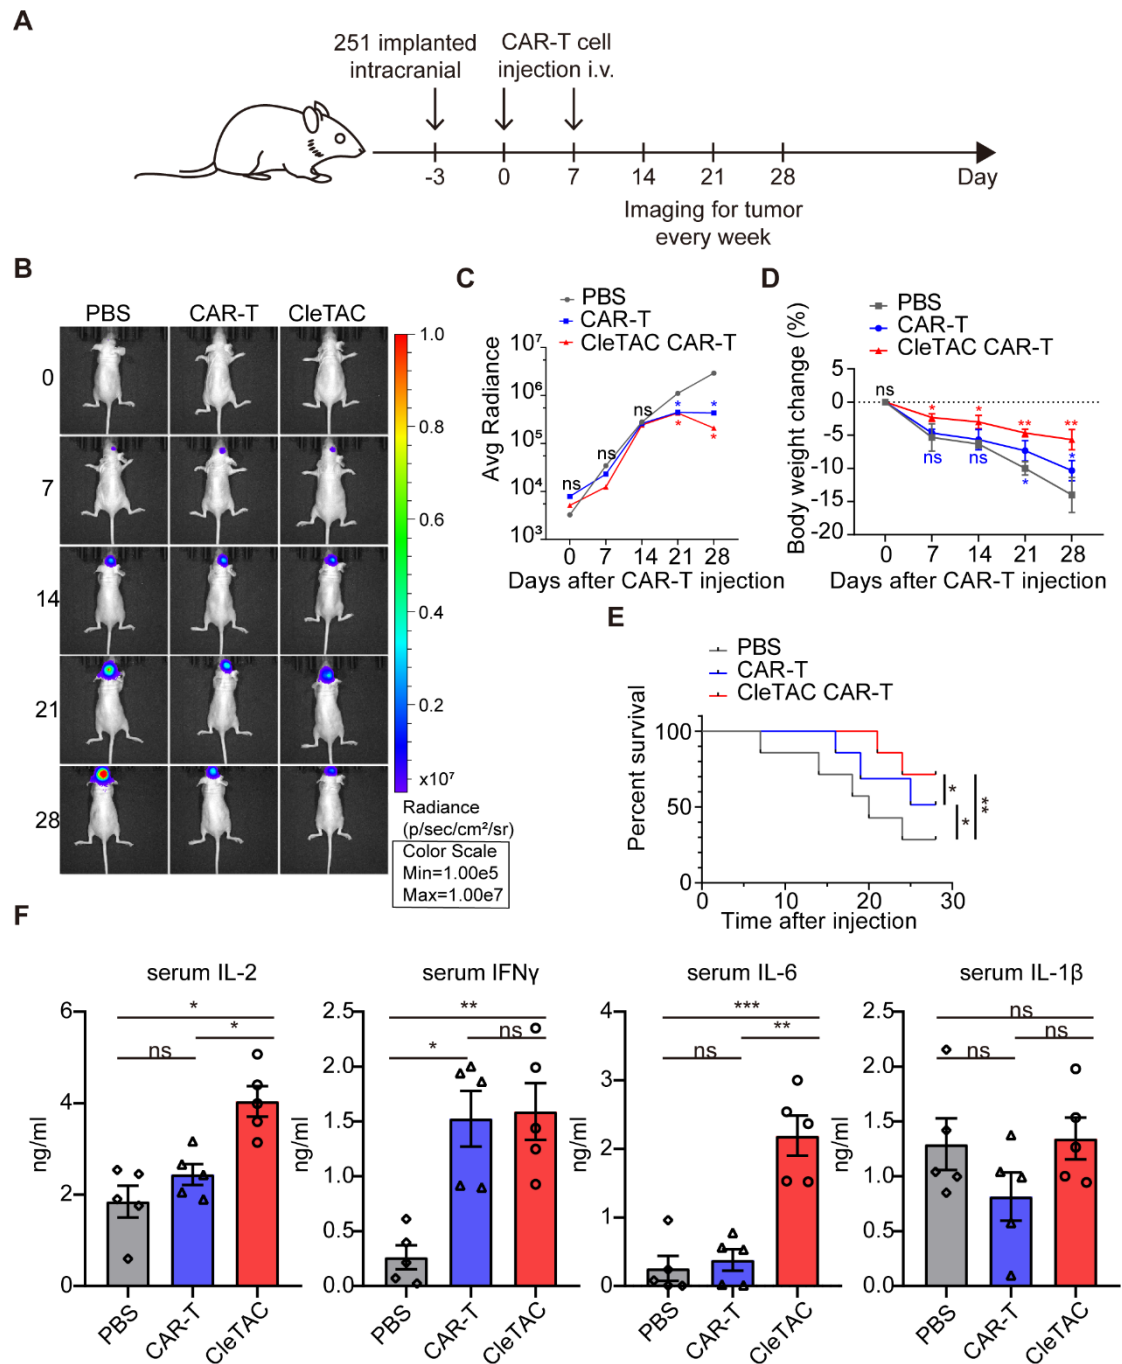 A
251 implanted
intracranial
CAR-T cell
injection i.v.
-3
0
7
14
21
28
Day
Imaging for tumor
every week
B
PBS
CAR-T
CleTAC
0
7
14
21
28
1.0
0.8
0.6
0.4
0.2
x10⁷
Radiance
(p/sec/cm²/sr)
Color Scale
Min=1.00e5
Max=1.00e7
C
PBS
CAR-T
CleTAC CAR-T
Avg Radiance
10⁷
10⁶
10⁵
10⁴
10³
ns
ns
ns
*
*
*
*
0
7
14
21
28
Days after CAR-T injection
D
PBS
CAR-T
CleTAC CAR-T
Body weight change (%)
5
0
-5
-10
-15
-20
ns
*
*
**
**
ns
ns
*
*
0
7
14
21
28
Days after CAR-T injection
E
PBS
CAR-T
CleTAC CAR-T
Percent survival
100
50
0
*
*
**
0
10
20
30
Time after injection
F
serum IL-2
ng/ml
6
4
2
0
*
*
ns
PBS
CAR-T
CleTAC
serum IFNγ
ng/ml
2.5
2.0
1.5
1.0
0.5
0.0
**
ns
*
PBS
CAR-T
CleTAC
serum IL-6
ng/ml
4
3
2
1
0
***
**
ns
PBS
CAR-T
CleTAC
serum IL-1β
ng/ml
2.5
2.0
1.5
1.0
0.5
0.0
ns
ns
ns
PBS
CAR-T
CleTAC